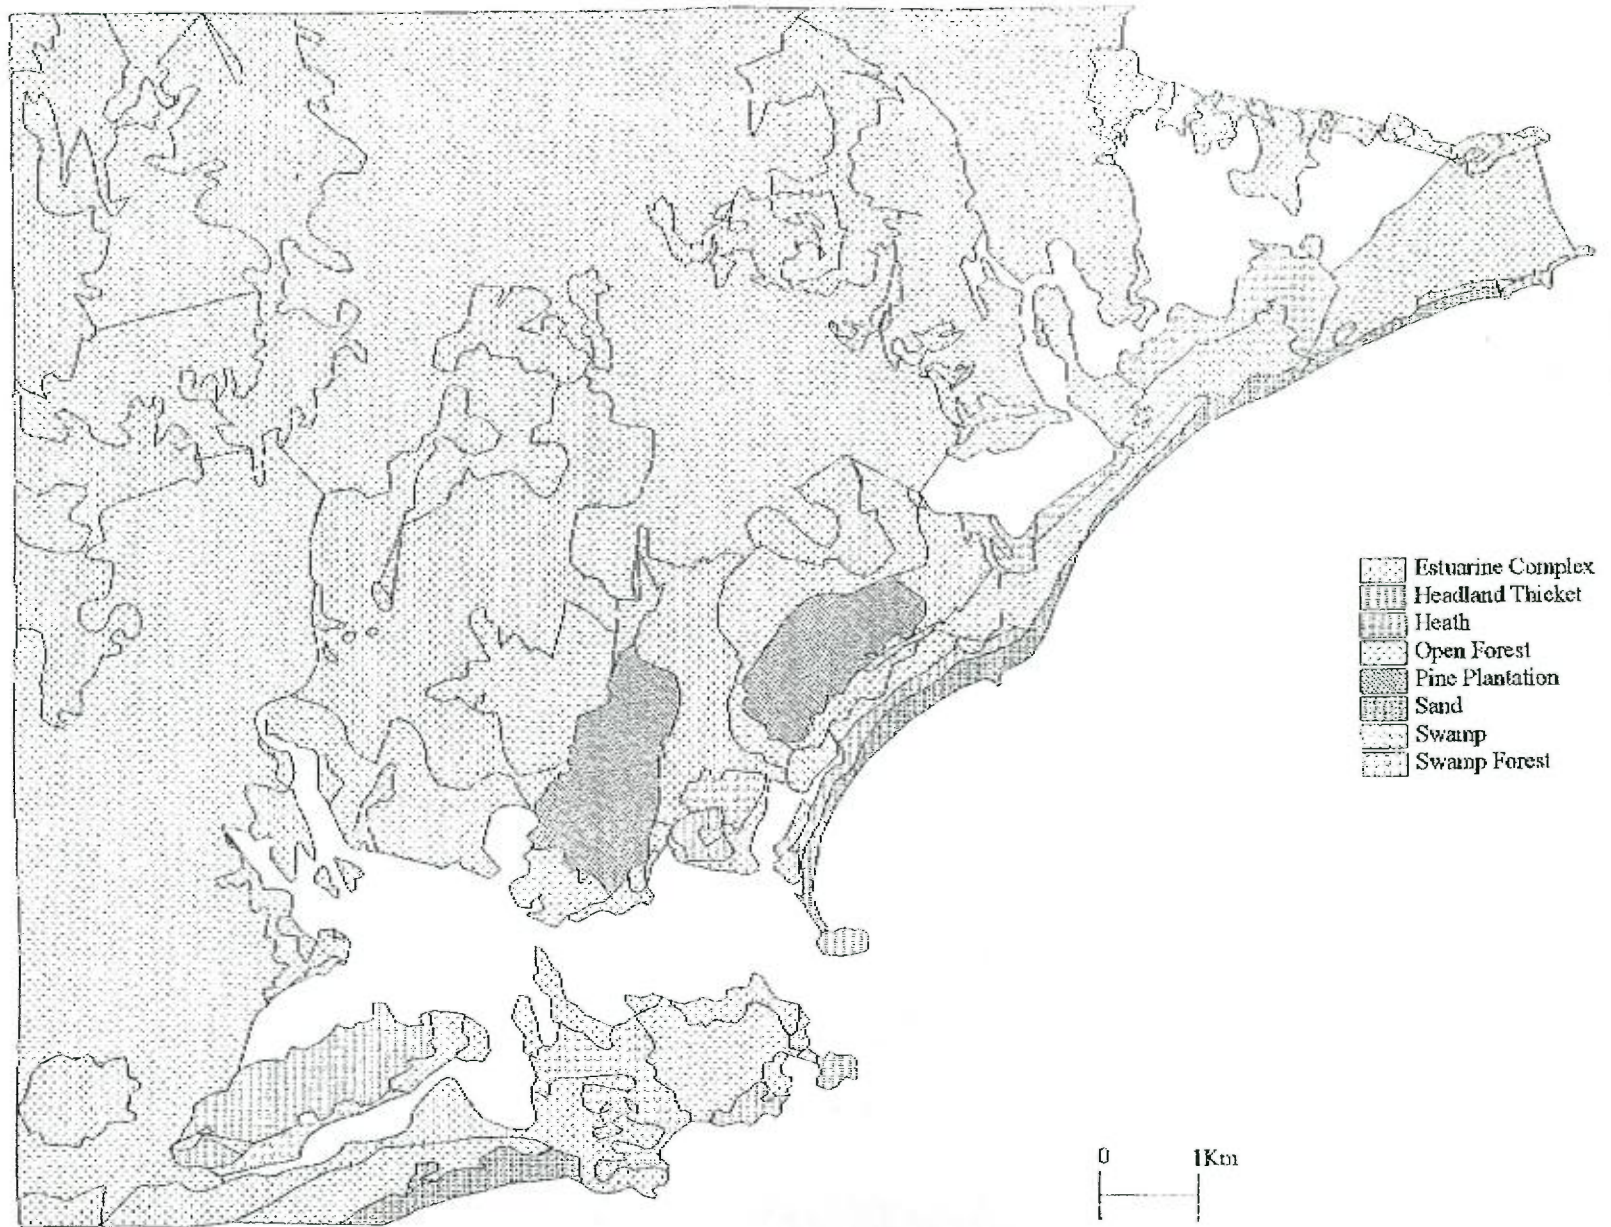 Estuarine Complex
Headland Thicket
Heath
Open Forest
Pine Plantation
Sand
Swamp
Swamp Forest
0 1Km